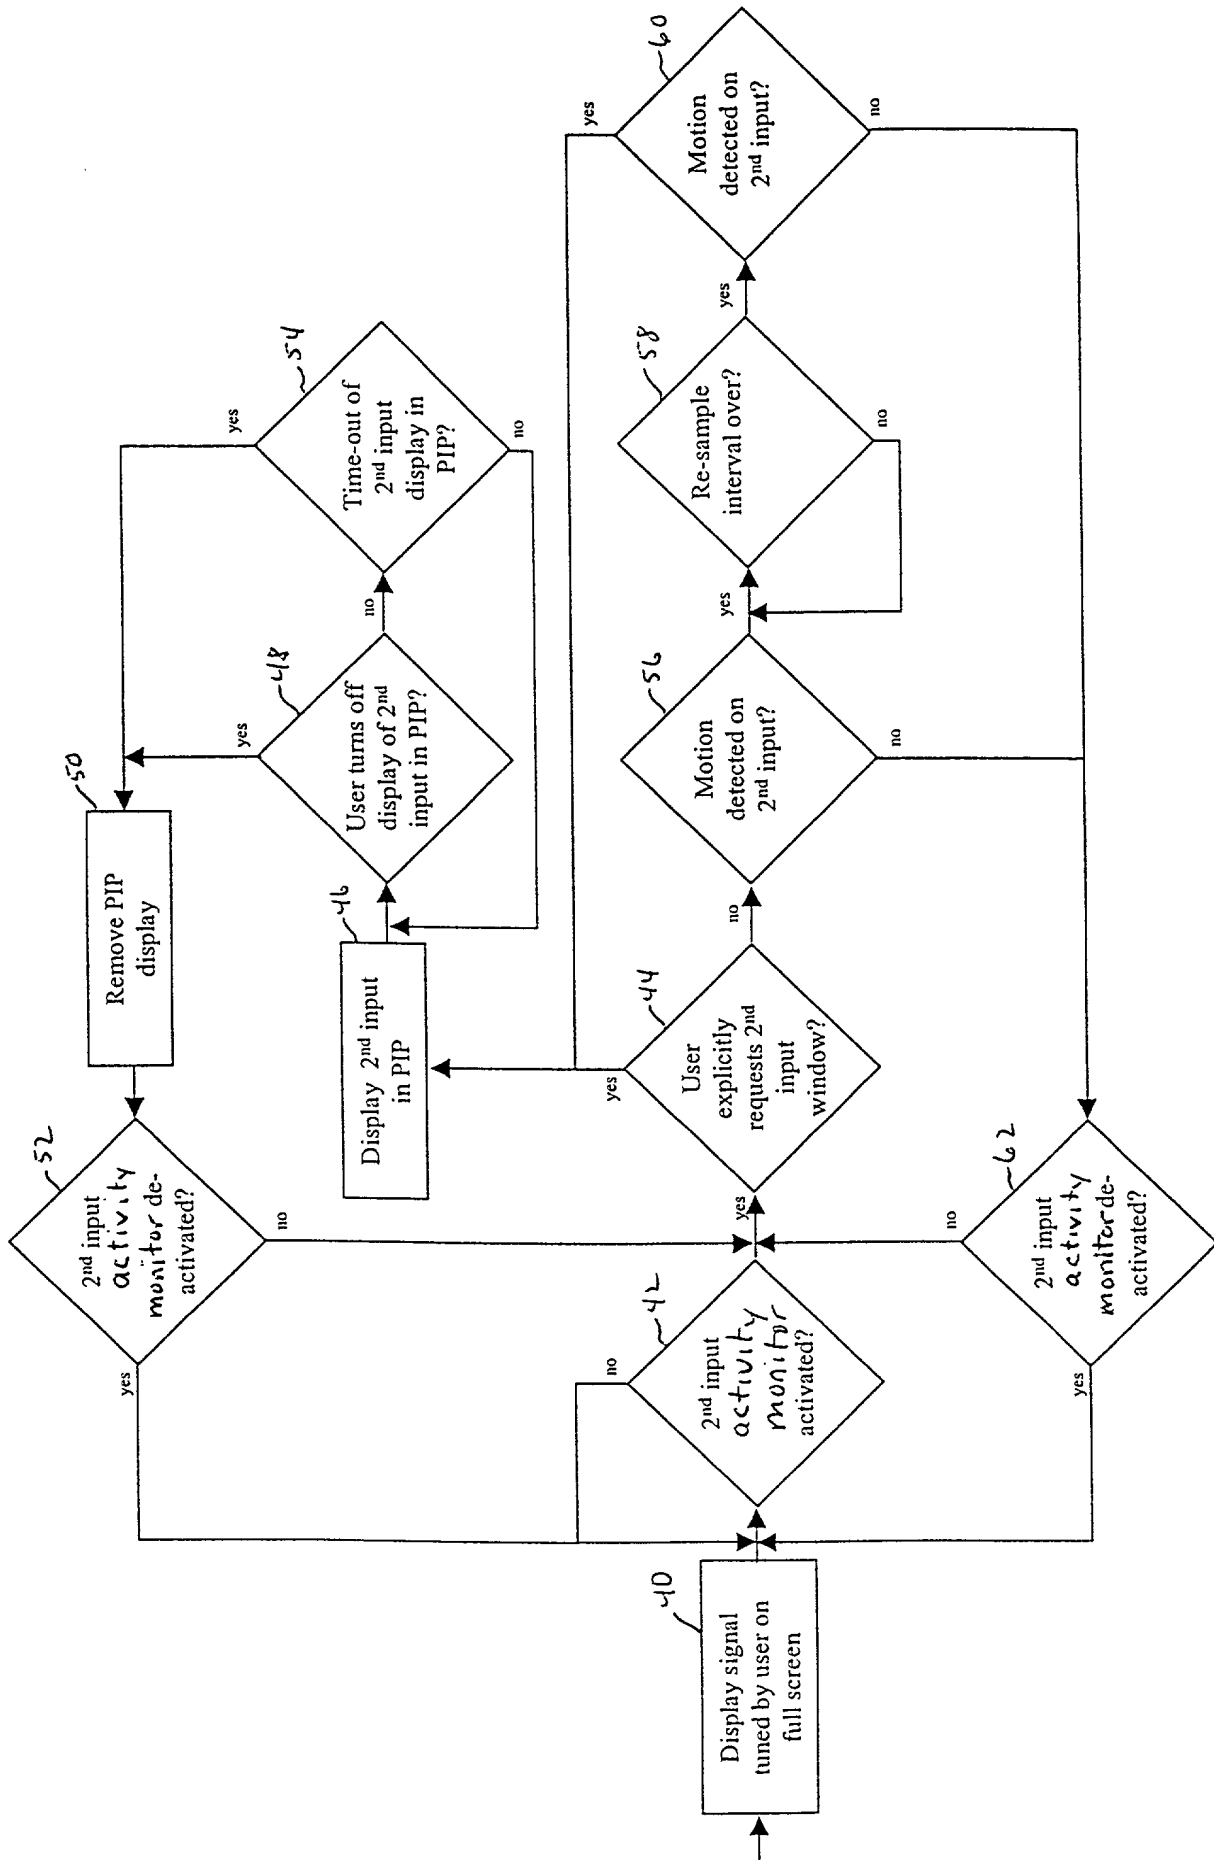 40
Display signal
tuned by user on
full screen
42
2nd input
activity
monitor
activated?
no
yes
44
User
explicitly
requests 2nd
input
window?
yes
no
46
Display 2nd input
in PIP
48
User turns off
display of 2nd
input in PIP?
yes
no
54
Time-out of
2nd input
display in
PIP?
yes
no
50
Remove PIP
display
52
2nd input
activity
monitor de-
activated?
yes
no
56
Motion
detected on
2nd input?
yes
no
58
Re-sample
interval over?
yes
no
60
Motion
detected on
2nd input?
yes
no
62
2nd input
activity
monitor de-
activated?
no
yes